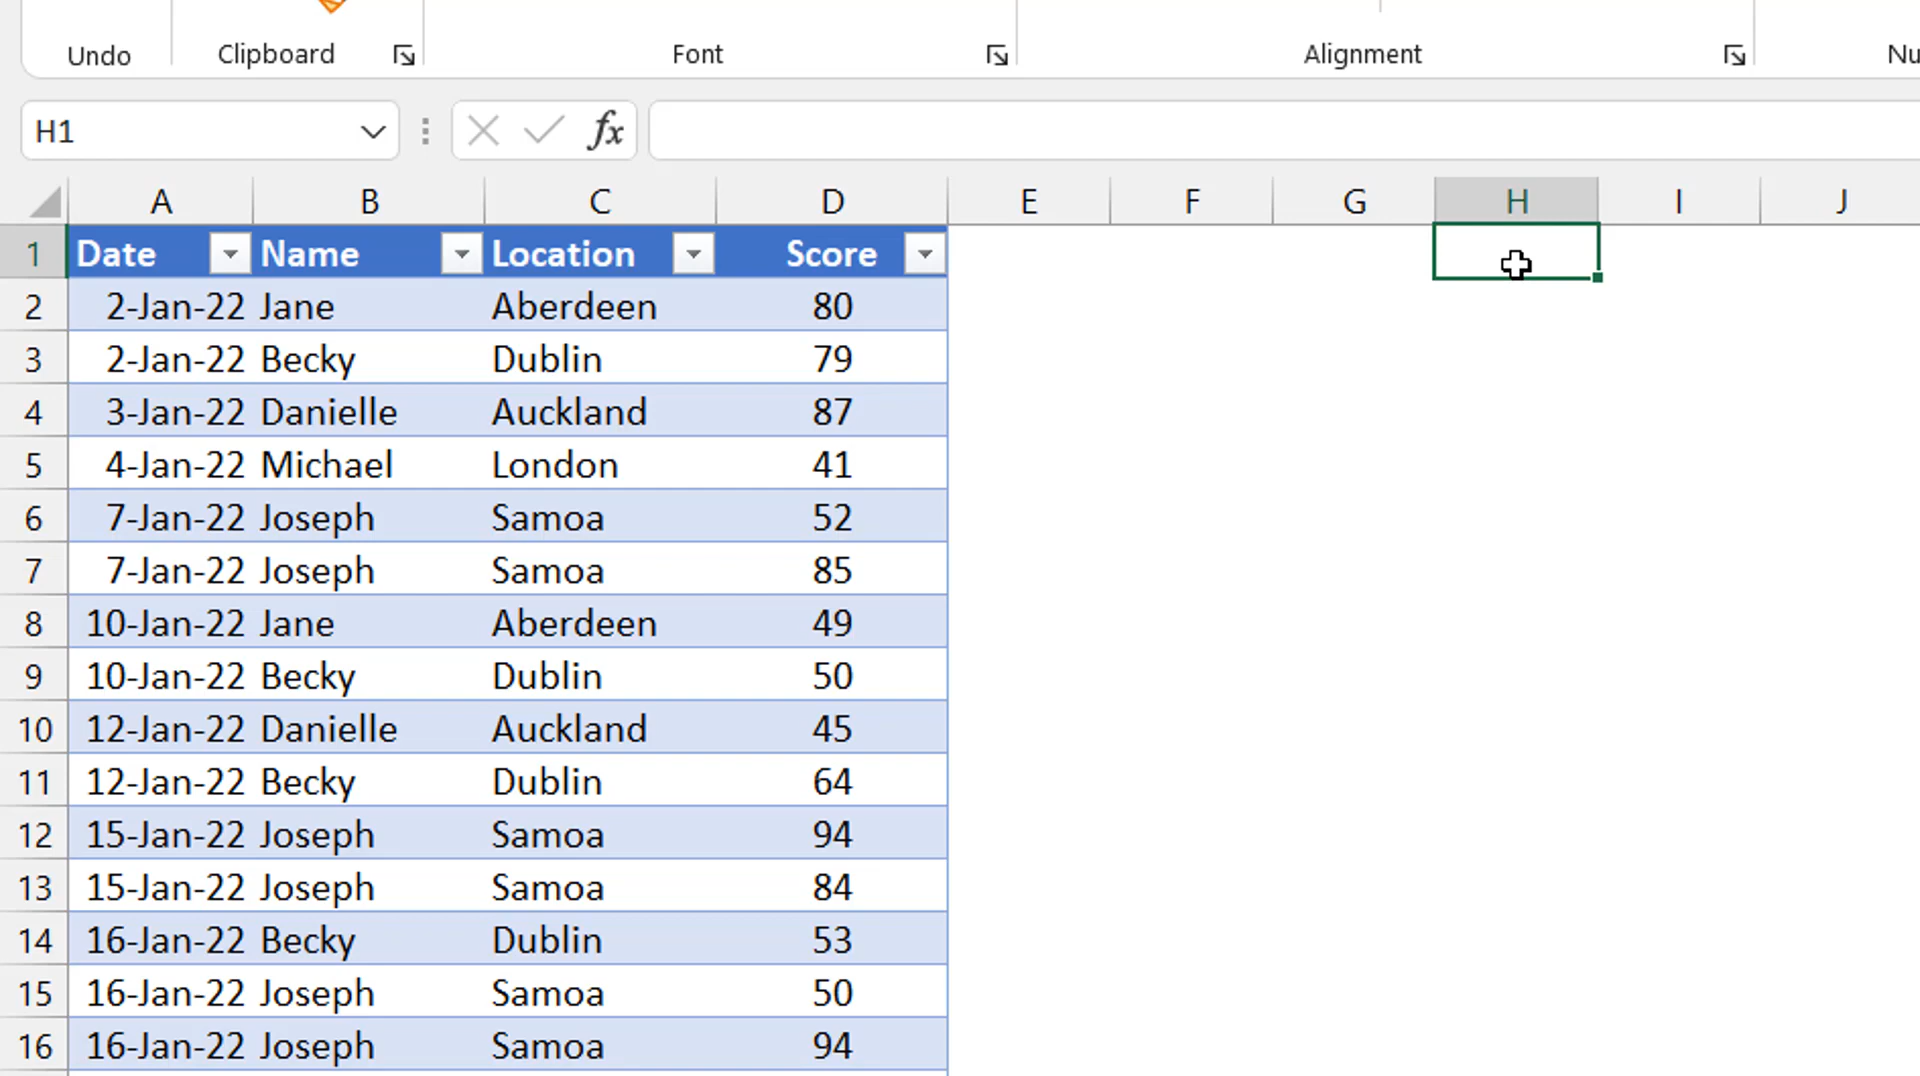 Undo Clipboard Font Alignment Nu
H1 fx
A B C D E F G H I J
1 Date Name Location Score
2 2-Jan-22 Jane Aberdeen 80
3 2-Jan-22 Becky Dublin 79
4 3-Jan-22 Danielle Auckland 87
5 4-Jan-22 Michael London 41
6 7-Jan-22 Joseph Samoa 52
7 7-Jan-22 Joseph Samoa 85
8 10-Jan-22 Jane Aberdeen 49
9 10-Jan-22 Becky Dublin 50
10 12-Jan-22 Danielle Auckland 45
11 12-Jan-22 Becky Dublin 64
12 15-Jan-22 Joseph Samoa 94
13 15-Jan-22 Joseph Samoa 84
14 16-Jan-22 Becky Dublin 53
15 16-Jan-22 Joseph Samoa 50
16 16-Jan-22 Joseph Samoa 94